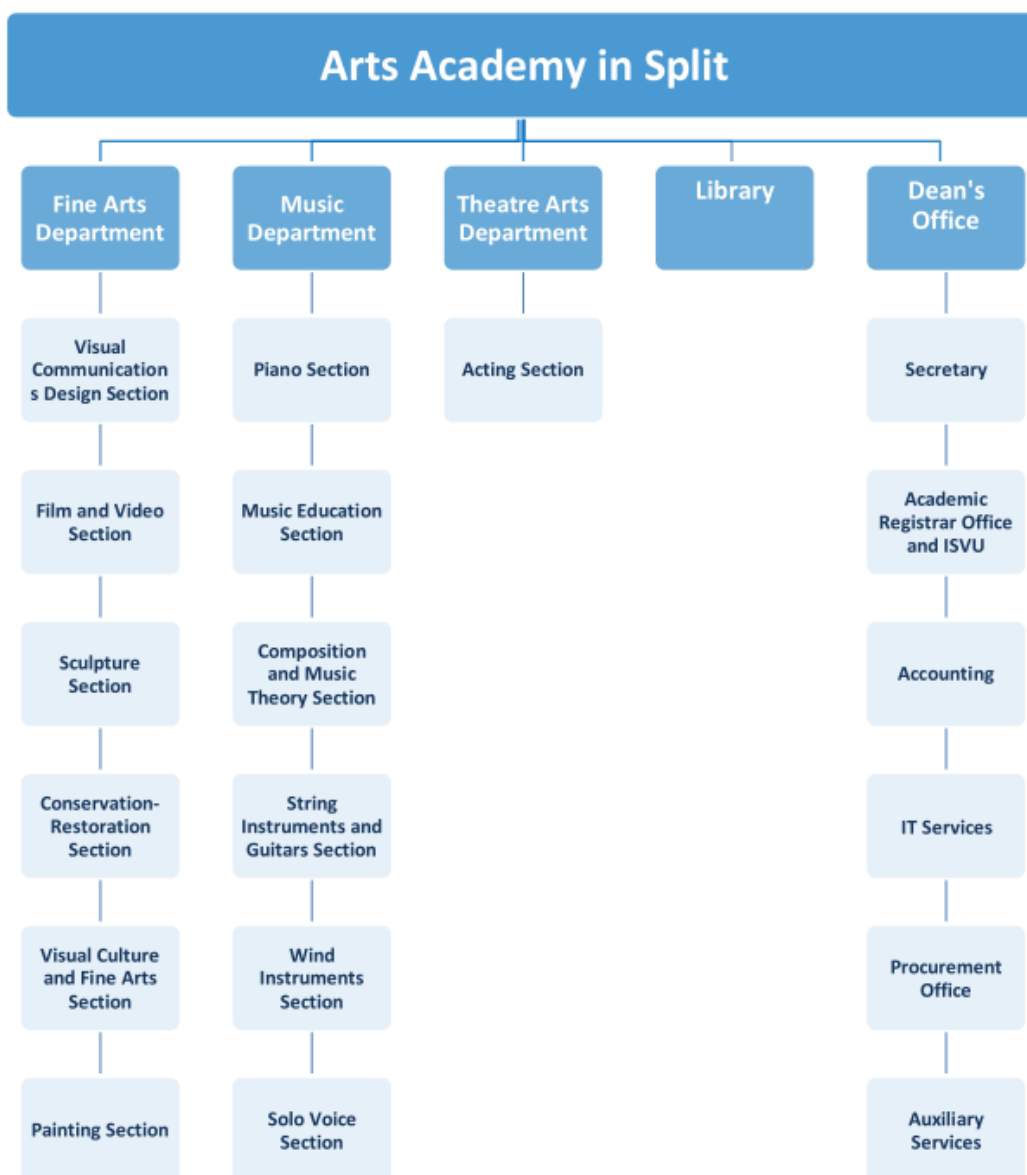 Arts Academy in Split
Fine Arts
Department
Music
Department
Theatre Arts
Department
Library
Dean's
Office
Visual
Communication
s Design Section
Piano Section
Acting Section
Secretary
Film and Video
Section
Music Education
Section
Academic
Registrar Office
and ISVU
Sculpture
Section
Composition
and Music
Theory Section
Accounting
Conservation-
Restoration
Section
String
Instruments and
Guitars Section
IT Services
Visual Culture
and Fine Arts
Section
Wind
Instruments
Section
Procurement
Office
Painting Section
Solo Voice
Section
Auxiliary
Services